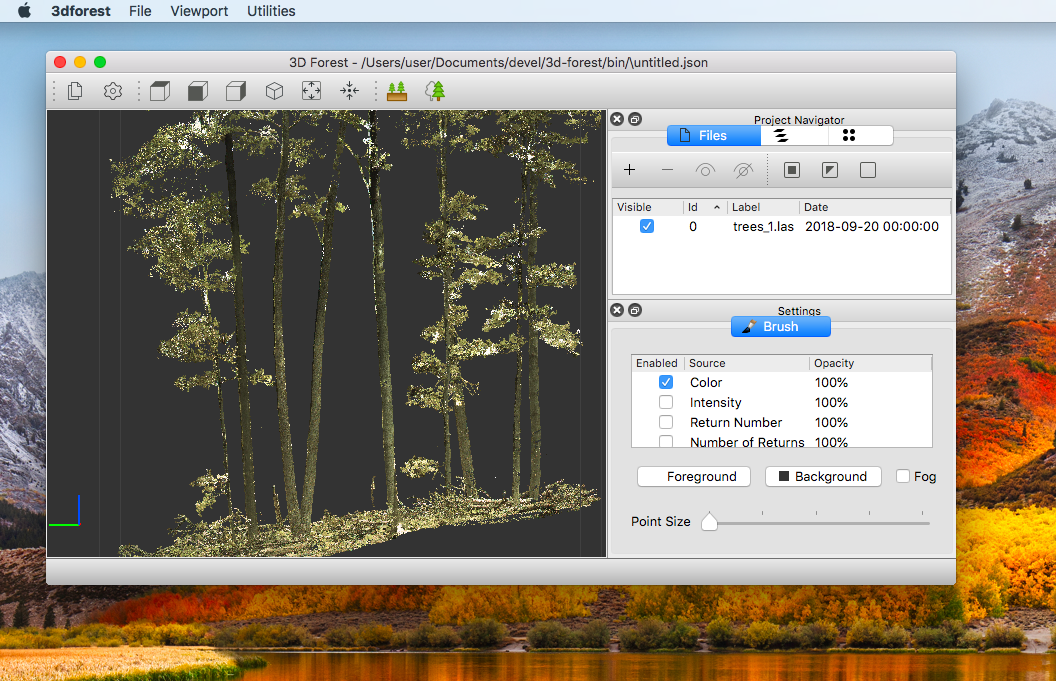 3dforest File Viewport Utilities
3D Forest - /Users/user/Documents/devel/3d-forest/bin/\untitled.json
Project Navigator
Files
Visible Id Label Date
0 trees_1.las 2018-09-20 00:00:00
Settings
Brush
Enabled Source Opacity
Color 100%
Intensity 100%
Return Number 100%
Number of Returns 100%
Foreground Background Fog
Point Size